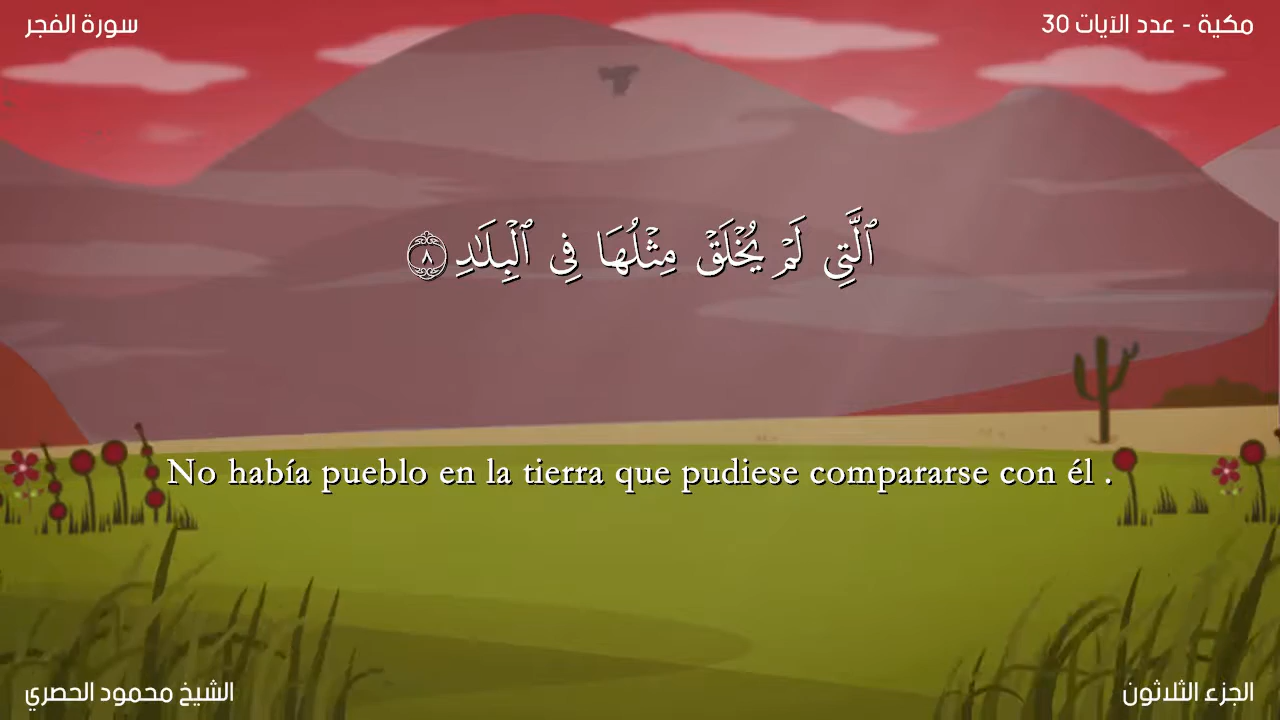 سورة الفجر
مكية - عدد الآيات 30
ٱلَّتِي لَمۡ يُخۡلَقۡ مِثۡلُهَا فِي ٱلۡبِلَٰدِ ٨
No había pueblo en la tierra que pudiese compararse con él .
الشيخ محمود الحصري
الجزء الثلاثون